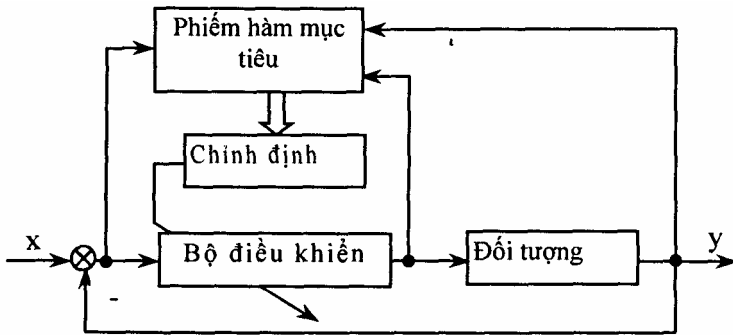 Phiếm hàm mục
tiêu
Chỉnh định
x
Bộ điều khiển
Đối tượng
y
-